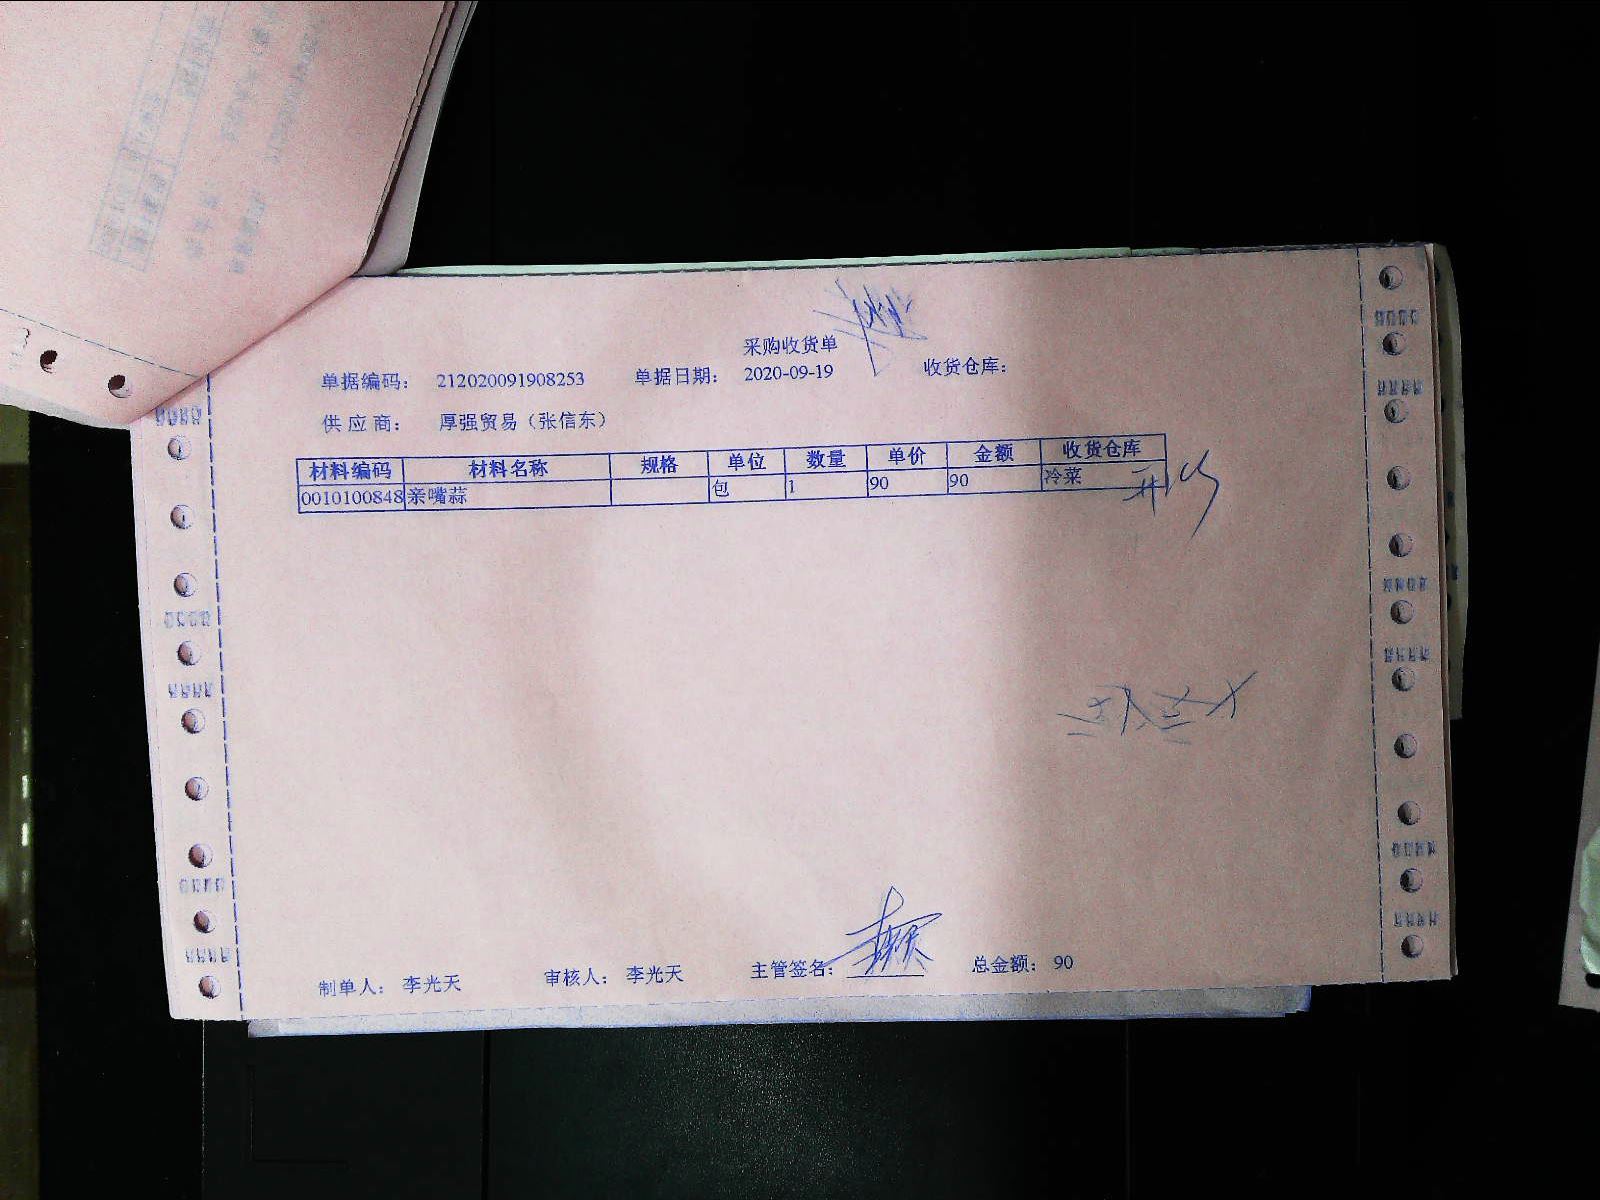 采购收货单
单据编码： 212020091908253 单据日期： 2020-09-19 收货仓库：
供 应 商： 厚强贸易（张信东）
材料编码 材料名称 规格 单位 数量 单价 金额 收货仓库
0010100848 亲嘴蒜 包 1 90 90 冷菜
制单人： 李光天 审核人： 李光天 主管签名： 总金额： 90